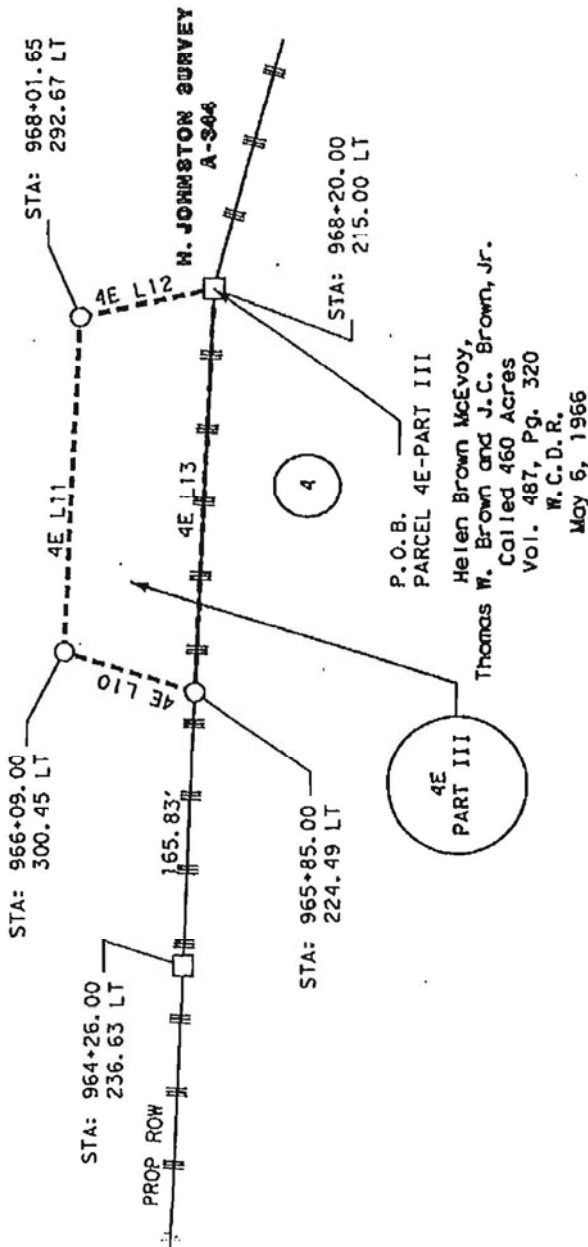 STA: 968+01.65
292.67 LT
W. JOHNSTON SURVEY
A-344
4E L12
4E L11
STA: 966+09.00
300.45 LT
4E L10
4E L13
STA: 968+20.00
215.00 LT
4
P.O.B.
PARCEL 4E-PART III
Helen Brown McEvoy,
Thomas W. Brown and J.C. Brown, Jr.
Called 460 Acres
Vol. 487, Pg. 320
W.C.D.R.
May 6, 1966
4E
PART III
165.83'
STA: 965+85.00
224.49 LT
STA: 964+26.00
236.63 LT
PROP ROW